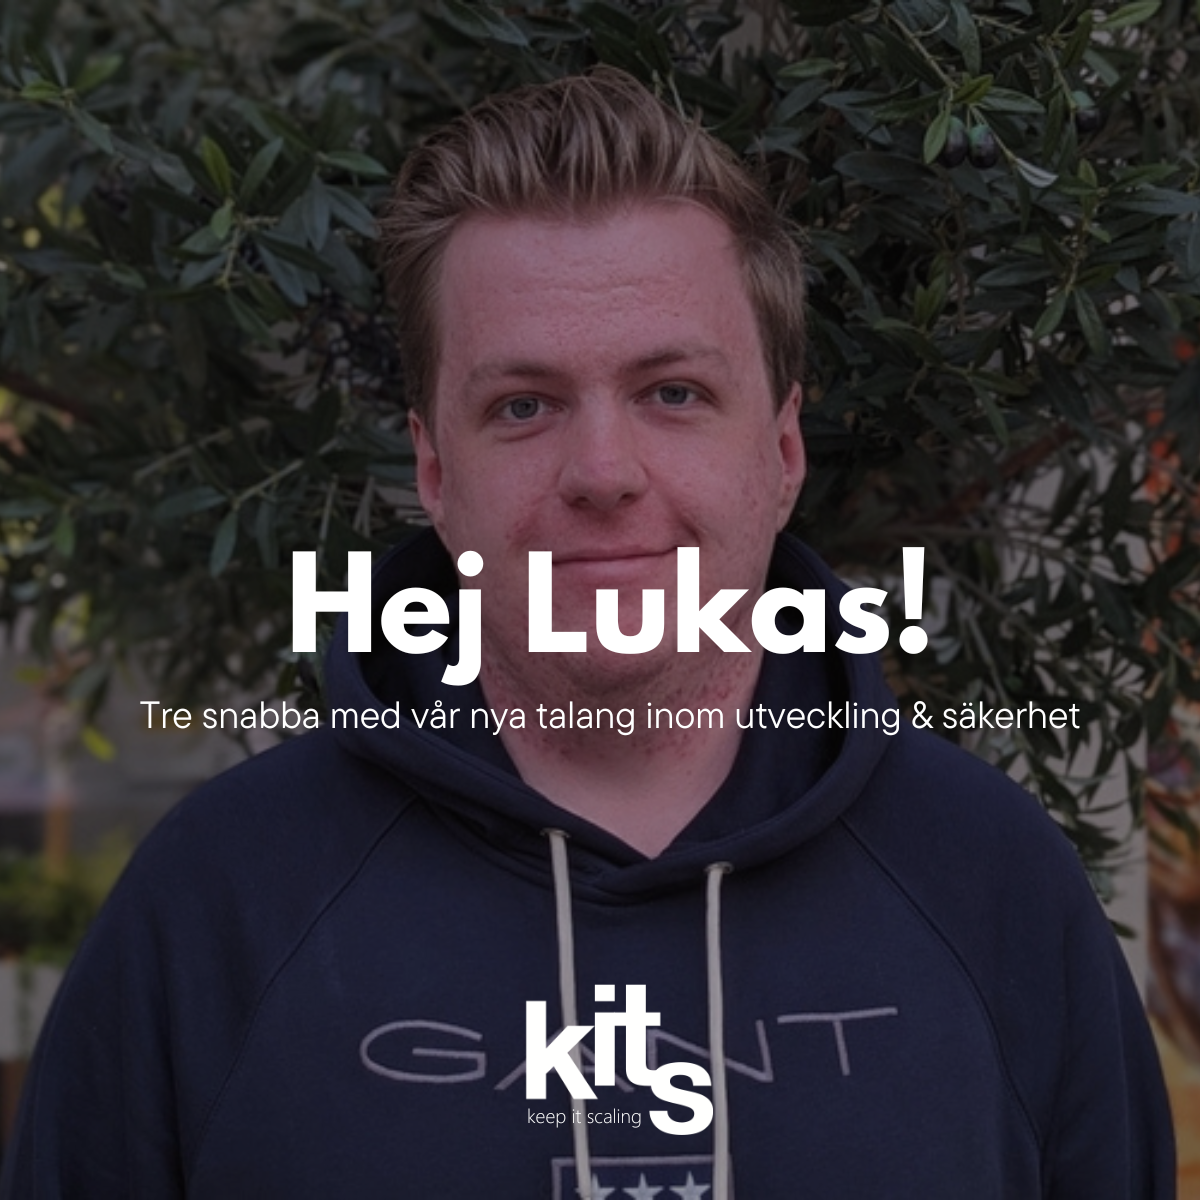 Hej Lukas!
Tre snabba med vår nya talang inom utveckling & säkerhet
GANT
kits
keep it scaling